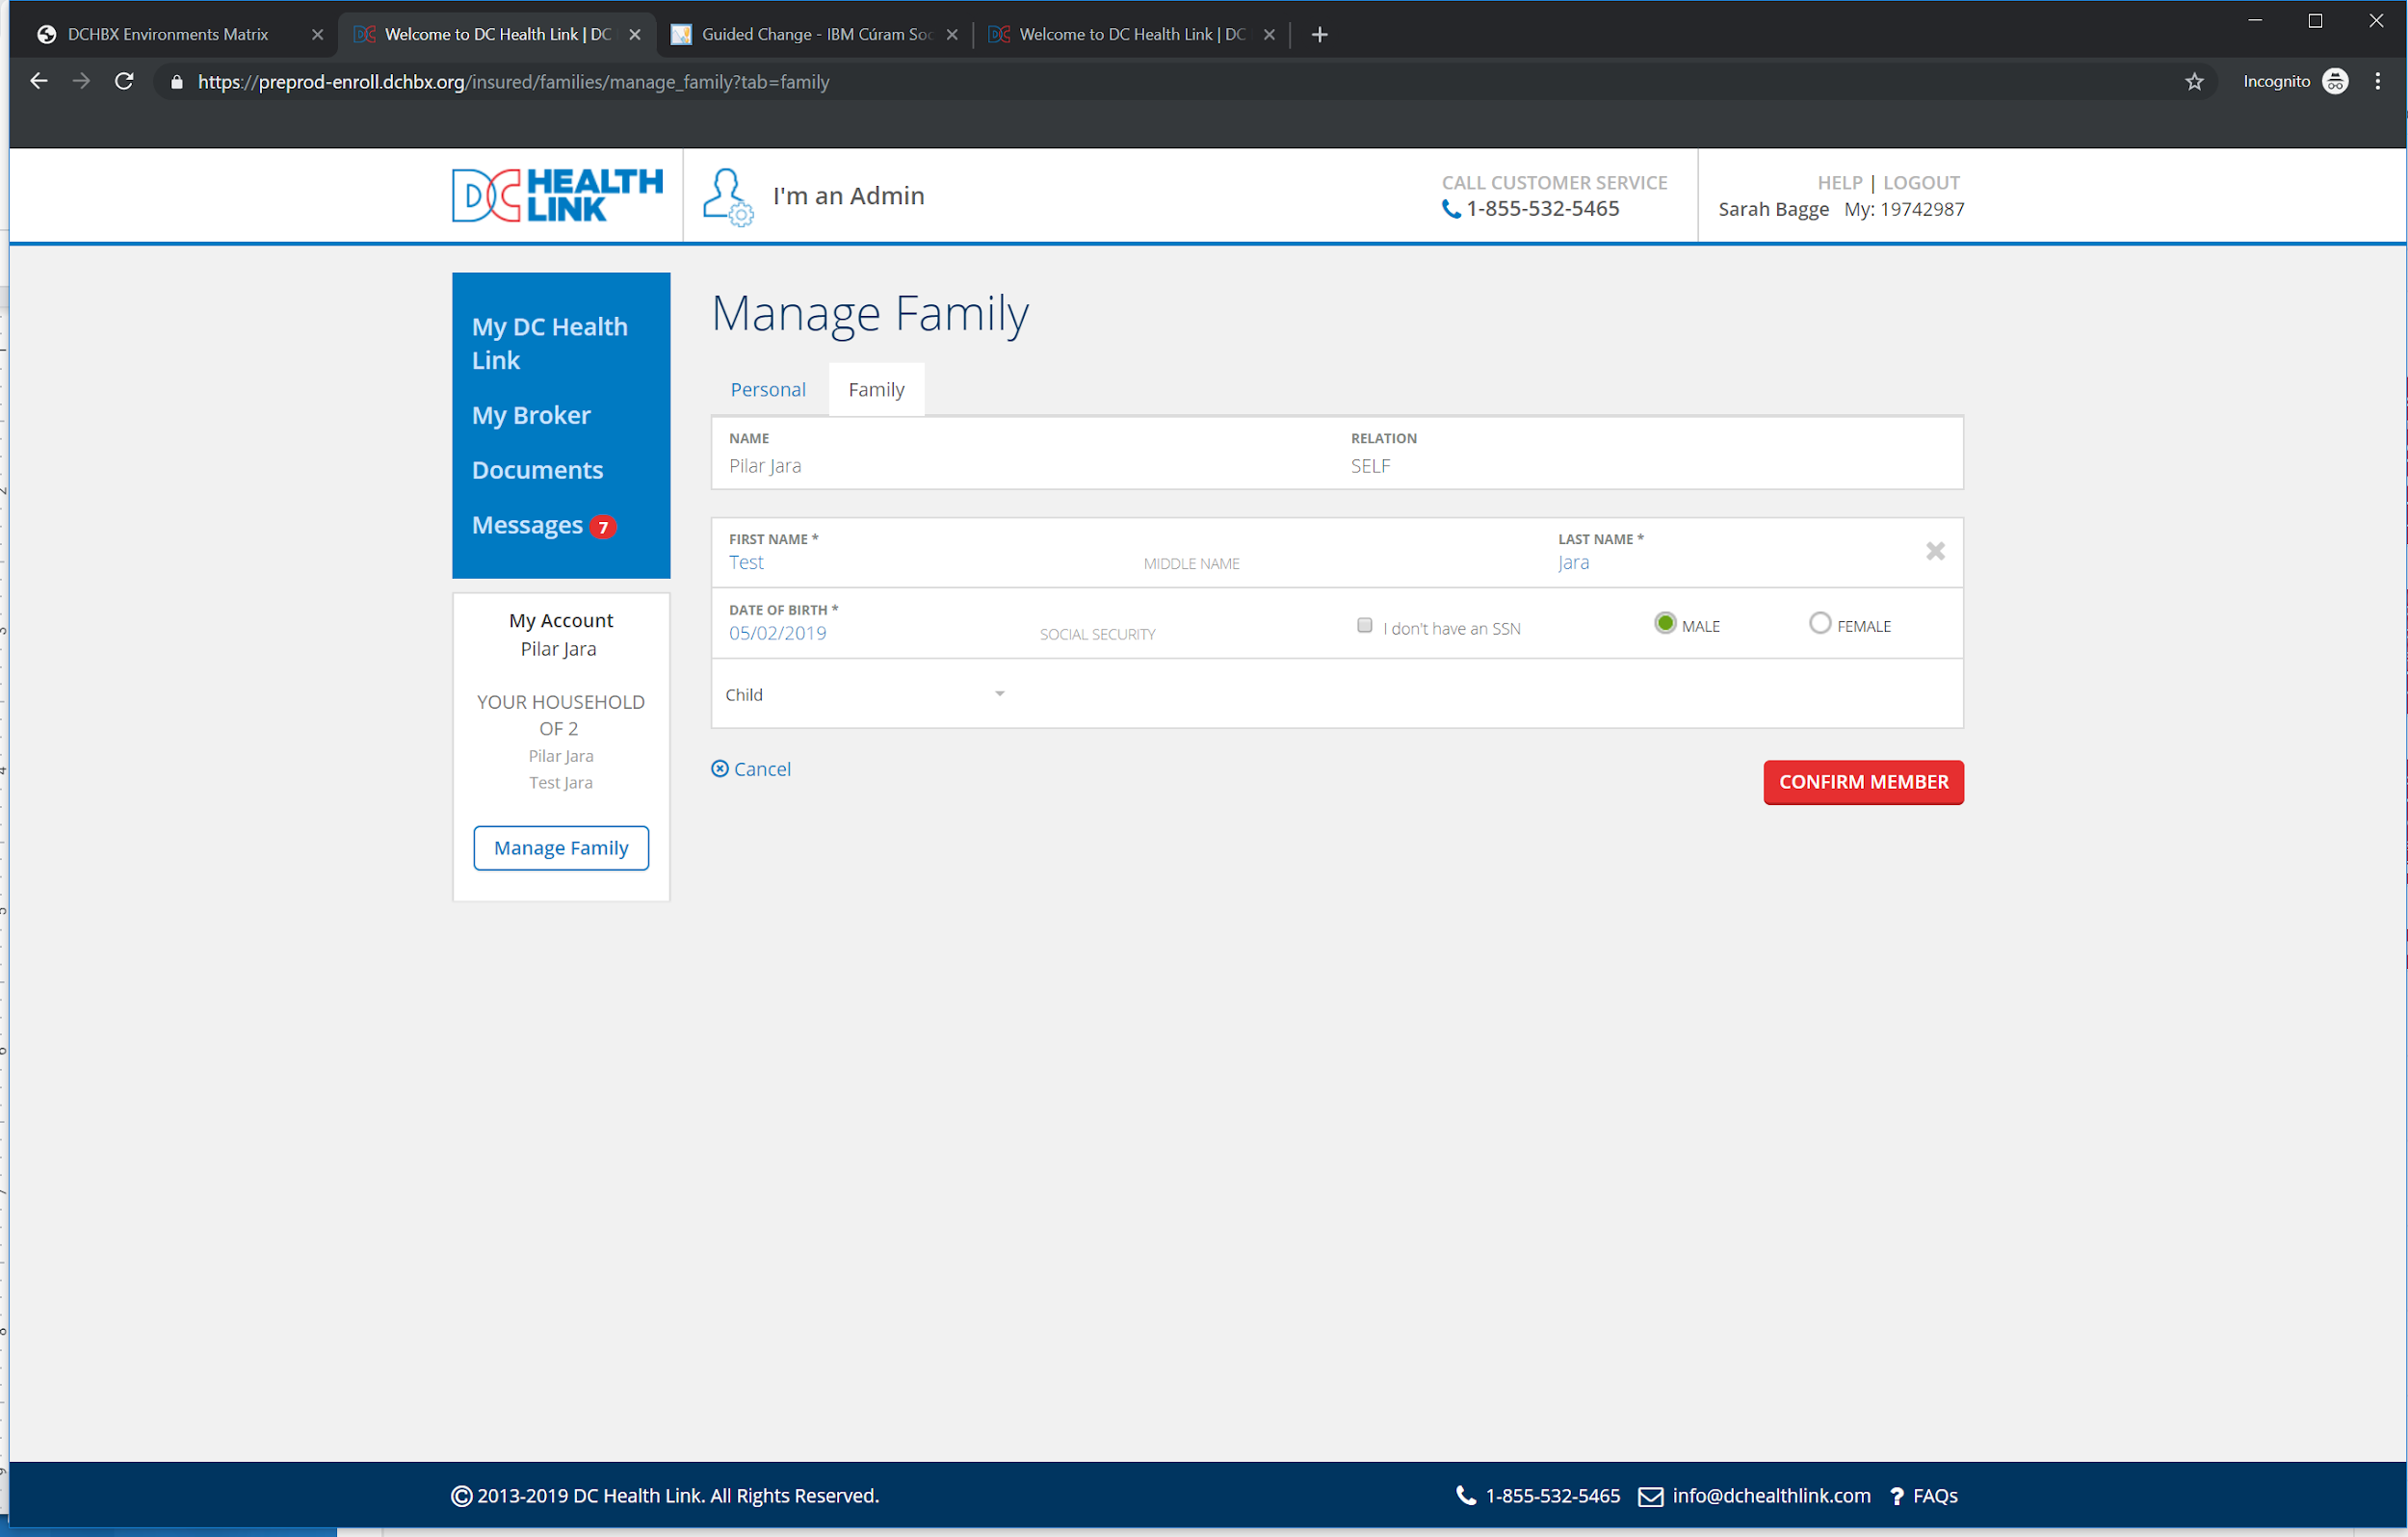 DCHBX Environments Matrix
Welcome to DC Health Link | DC
Guided Change - IBM Cúram Soc
Welcome to DC Health Link | DC
https://preprod-enroll.dchbx.org/insured/families/manage_family?tab=family
Incognito
DC HEALTH LINK
I'm an Admin
CALL CUSTOMER SERVICE
1-855-532-5465
HELP | LOGOUT
Sarah Bagge My: 19742987
My DC Health
Link
My Broker
Documents
Messages 7
My Account
Pilar Jara
YOUR HOUSEHOLD
OF 2
Pilar Jara
Test Jara
Manage Family
Manage Family
Personal Family
NAME RELATION
Pilar Jara SELF
FIRST NAME * LAST NAME *
Test MIDDLE NAME Jara
DATE OF BIRTH *
05/02/2019 SOCIAL SECURITY I don't have an SSN MALE FEMALE
Child
Cancel
CONFIRM MEMBER
© 2013-2019 DC Health Link. All Rights Reserved.
1-855-532-5465 info@dchealthlink.com ? FAQs